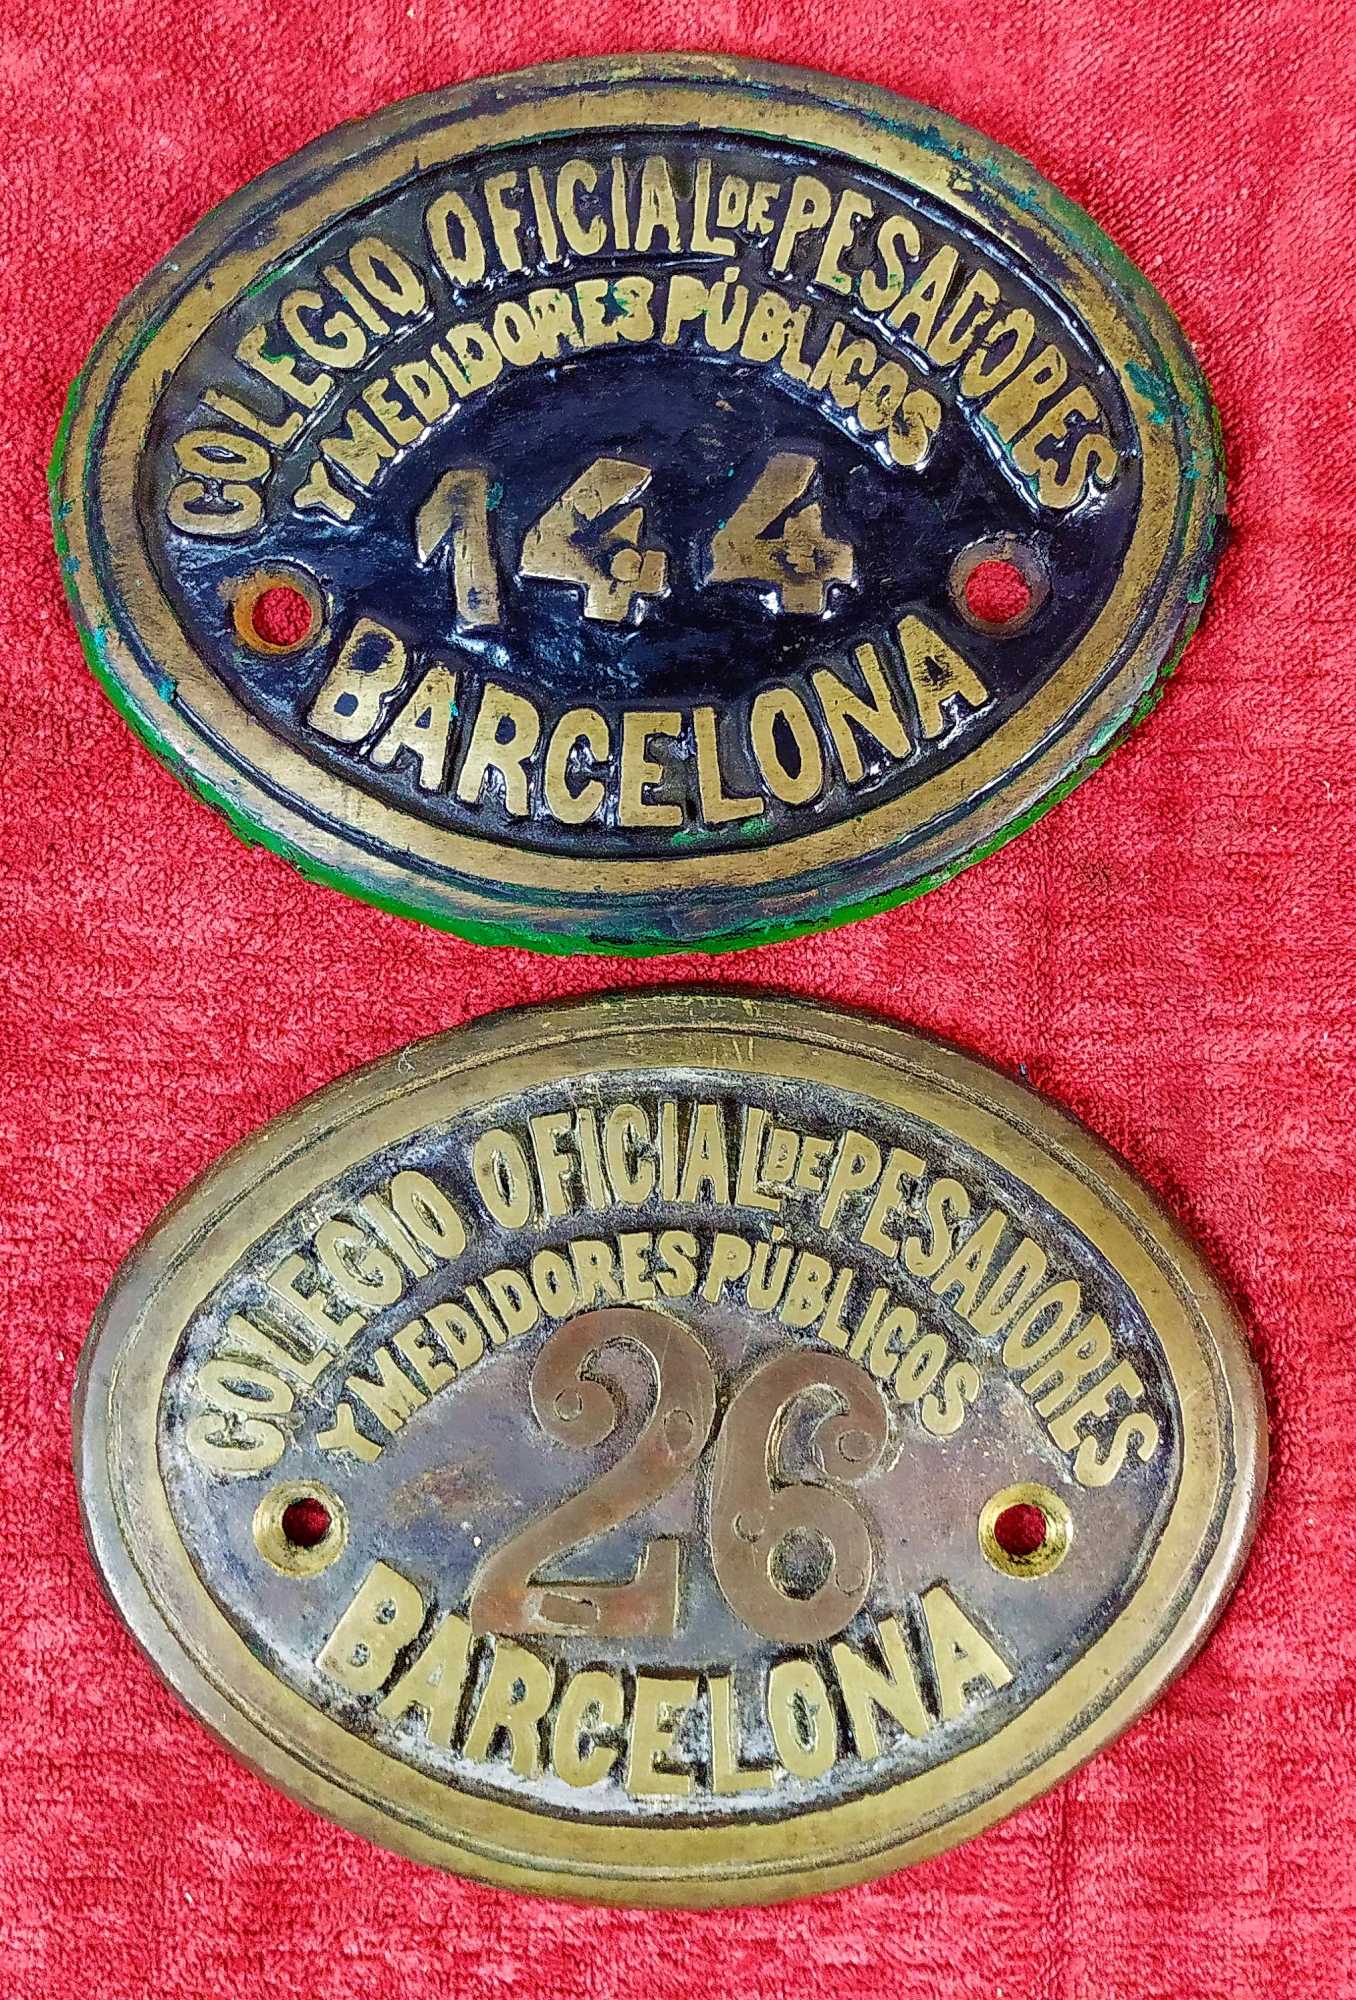 COLEGIO OFICIAL DE PESADORES
Y MEDIDORES PÚBLICOS
144
BARCELONA
COLEGIO OFICIAL DE PESADORES
Y MEDIDORES PÚBLICOS
26
BARCELONA